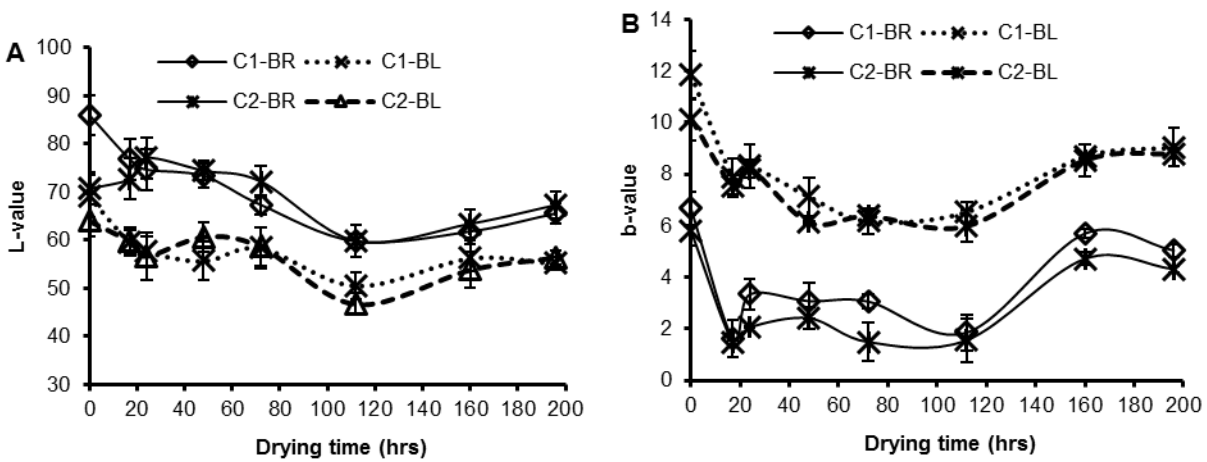 A
C1-BR
C1-BL
C2-BR
C2-BL
100
90
80
70
60
50
40
30
L-value
0 20 40 60 80 100 120 140 160 180 200
Drying time (hrs)
B
C1-BR
C1-BL
C2-BR
C2-BL
14
12
10
8
6
4
2
0
b-value
0 20 40 60 80 100 120 140 160 180 200
Drying time (hrs)